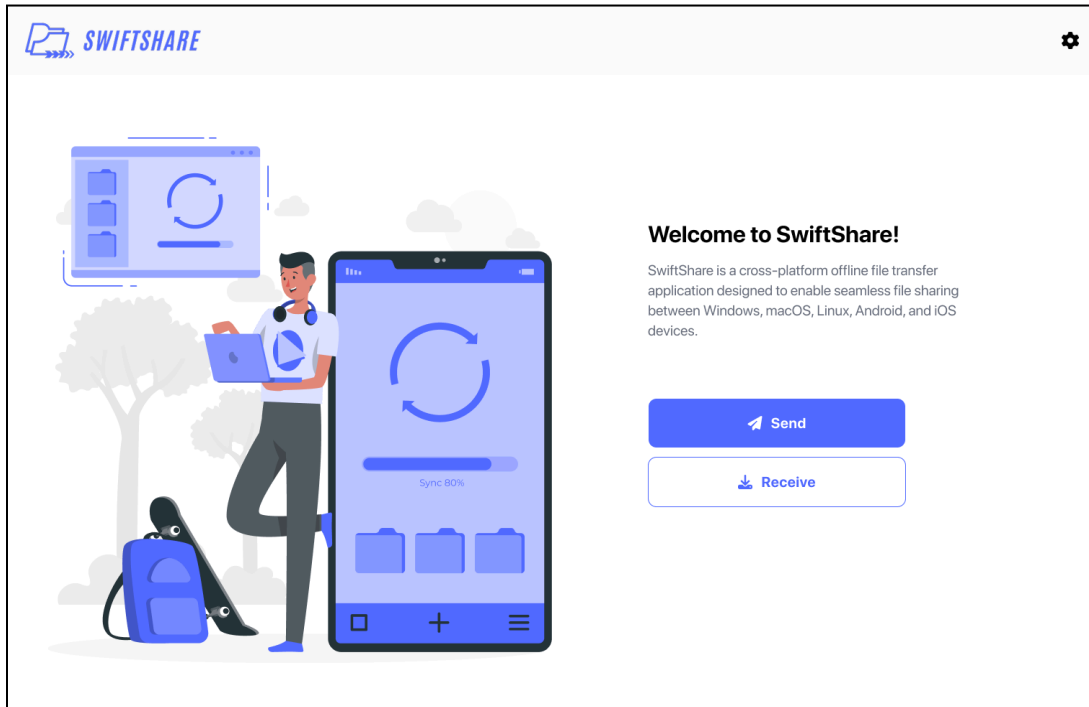 SWIFTSHARE
Welcome to SwiftShare!
SwiftShare is a cross-platform offline file transfer
application designed to enable seamless file sharing
between Windows, macOS, Linux, Android, and iOS
devices.
Send
Receive
Sync 80%